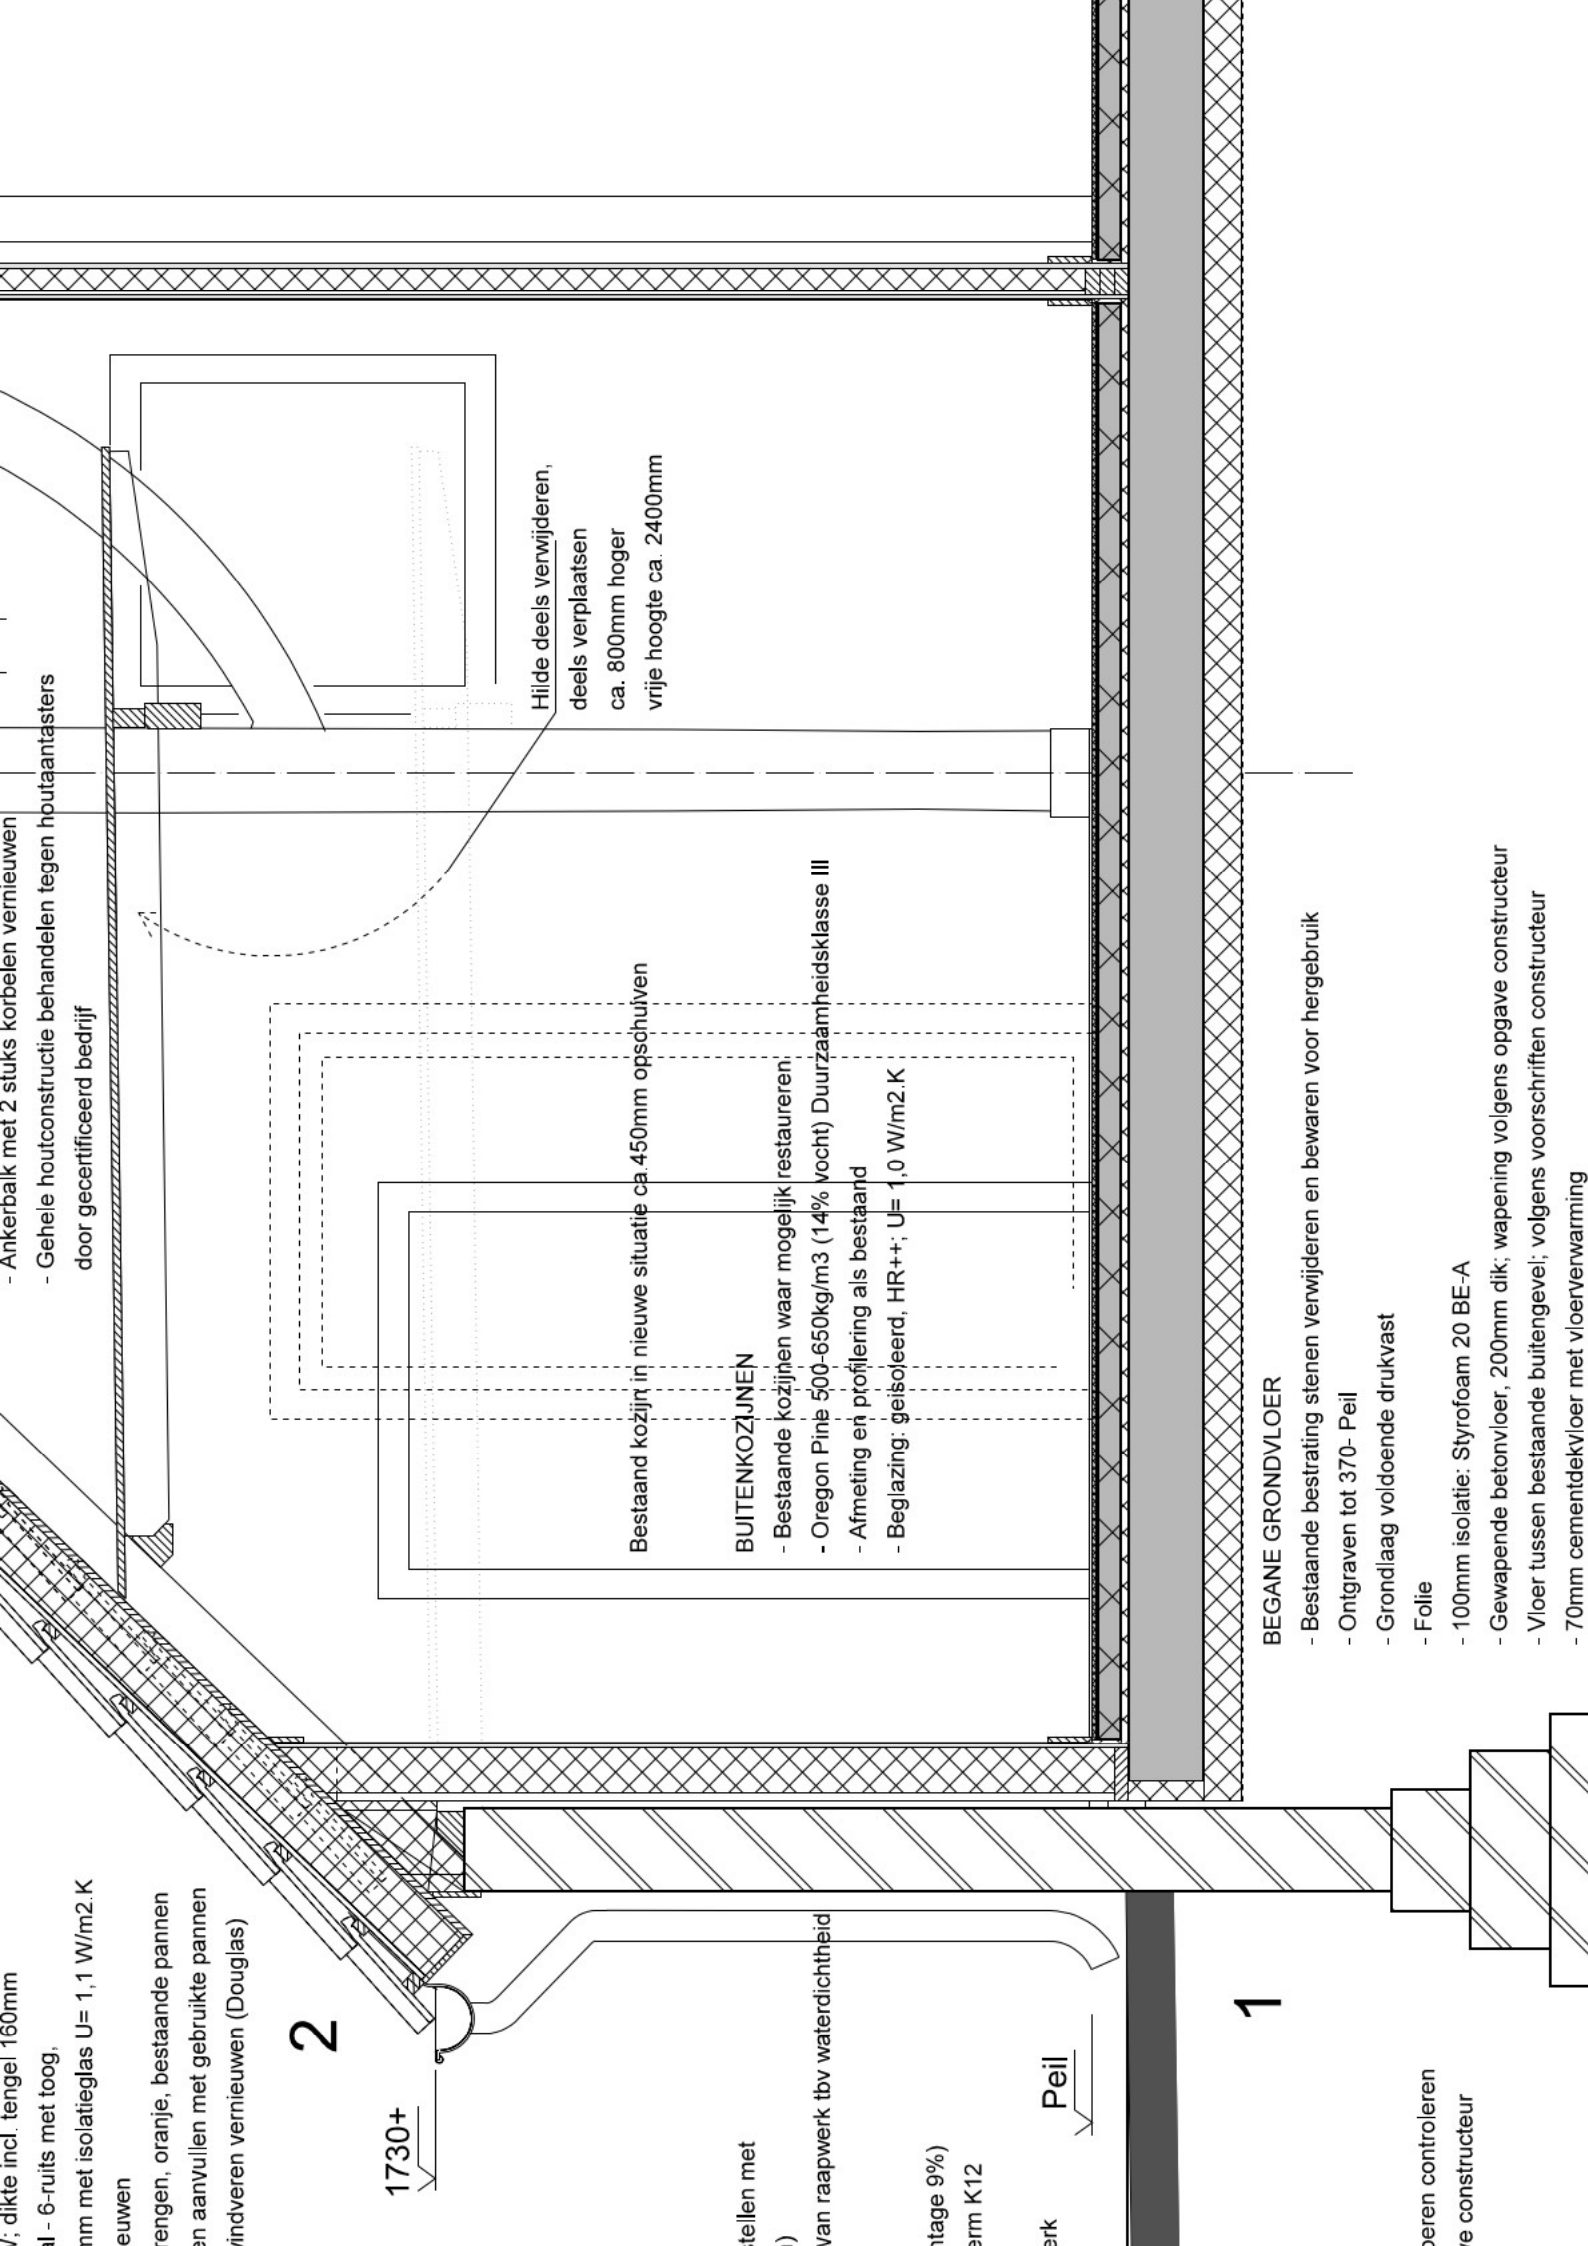 - Ankerbalk met 2 stuks korbelen vernieuwen
- Gehele houtconstructie behandelen tegen houtaantasters
door gecertificeerd bedrijf
Hilde deels verwijderen,
deels verplaatsen
ca. 800mm hoger
vrije hoogte ca. 2400mm
Bestaand kozijn in nieuwe situatie ca.450mm opschuiven
BUITENKOZIJNEN
- Bestaande kozijnen waar mogelijk restaureren
- Oregon Pine 500-650kg/m3 (14% vocht) Duurzaamheidsklasse III
- Afmeting en profilering als bestaand
- Beglazing: geisoleerd, HR++; U= 1,0 W/m2.K
BEGANE GRONDVLOER
- Bestaande bestrating stenen verwijderen en bewaren voor hergebruik
- Ontgraven tot 370- Peil
- Grondlaag voldoende drukvast
- Folie
- 100mm isolatie: Styrofoam 20 BE-A
- Gewapende betonvloer, 200mm dik; wapening volgens opgave constructeur
- Vloer tussen bestaande buitengevel; volgens voorschriften constructeur
- 70mm cementdekvloer met vloerverwarming
; dikte incl. tengel 160mm
al - 6-ruits met toog,
mm met isolatieglas U= 1,1 W/m2.K
euwen
rengen, oranje, bestaande pannen
en aanvullen met gebruikte pannen
vindveren vernieuwen (Douglas)
2
1730+
stellen met
)
van raapwerk tbv waterdichtheid
ntage 9%)
erm K12
erk
Peil
1
oeren controleren
ve constructeur